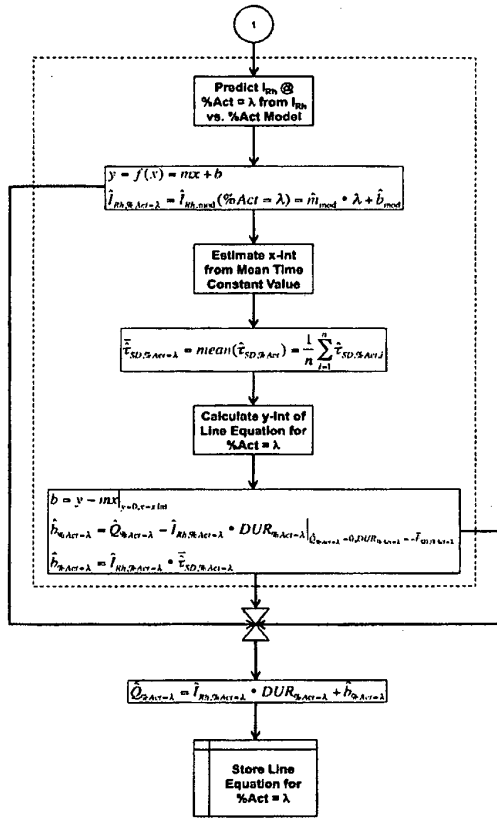 1
Predict I_Rh @
%Act = λ from I_Rh
vs. %Act Model
y = f(x) = mx + b
Î_Rh,%Act=λ = Î_Rh,mod(%Act = λ) = m̂_mod • λ + b̂_mod
Estimate x-int
from Mean Time
Constant Value
τ̄̂_SD,%Act=λ = mean(τ̂_SD,%Act) = 1/n ∑_{i=1}^{n} τ̂_SD,%Act,i
Calculate y-int of
Line Equation for
%Act = λ
b = y − mx|_y=0,x=x int
b̂_%Act=λ = Q̂_%Act=λ − Î_Rh,%Act=λ • DUR_%Act=λ|_Q̂_%Act=λ=0,DUR_%Act=λ=−τ̄_SD,%Act=λ
b̂_%Act=λ = Î_Rh,%Act=λ • τ̄̂_SD,%Act=λ
Q̂_%Act=λ = Î_Rh,%Act=λ • DUR_%Act=λ + b̂_%Act=λ
Store Line
Equation for
%Act = λ